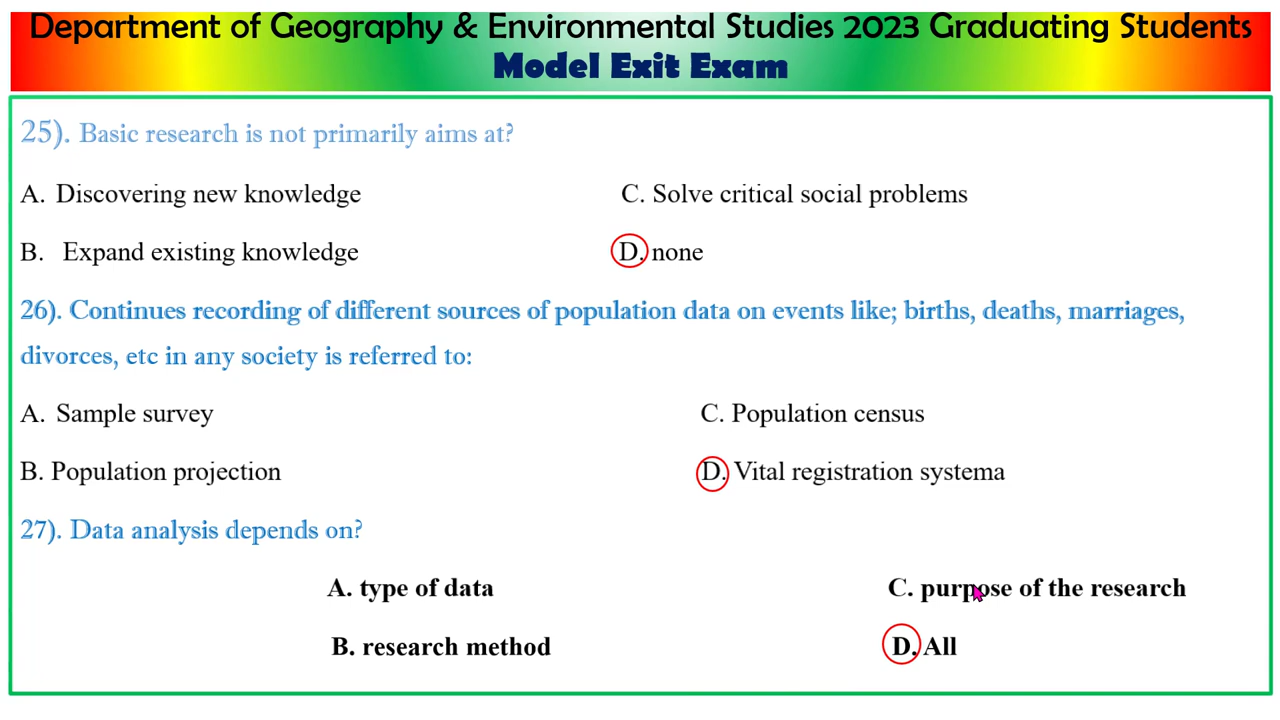 Department of Geography & Environmental Studies 2023 Graduating Students
Model Exit Exam
25). Basic research is not primarily aims at?
A. Discovering new knowledge C. Solve critical social problems
B. Expand existing knowledge D. none
26). Continues recording of different sources of population data on events like; births, deaths, marriages,
divorces, etc in any society is referred to:
A. Sample survey C. Population census
B. Population projection D. Vital registration systema
27). Data analysis depends on?
A. type of data C. purpose of the research
B. research method D. All